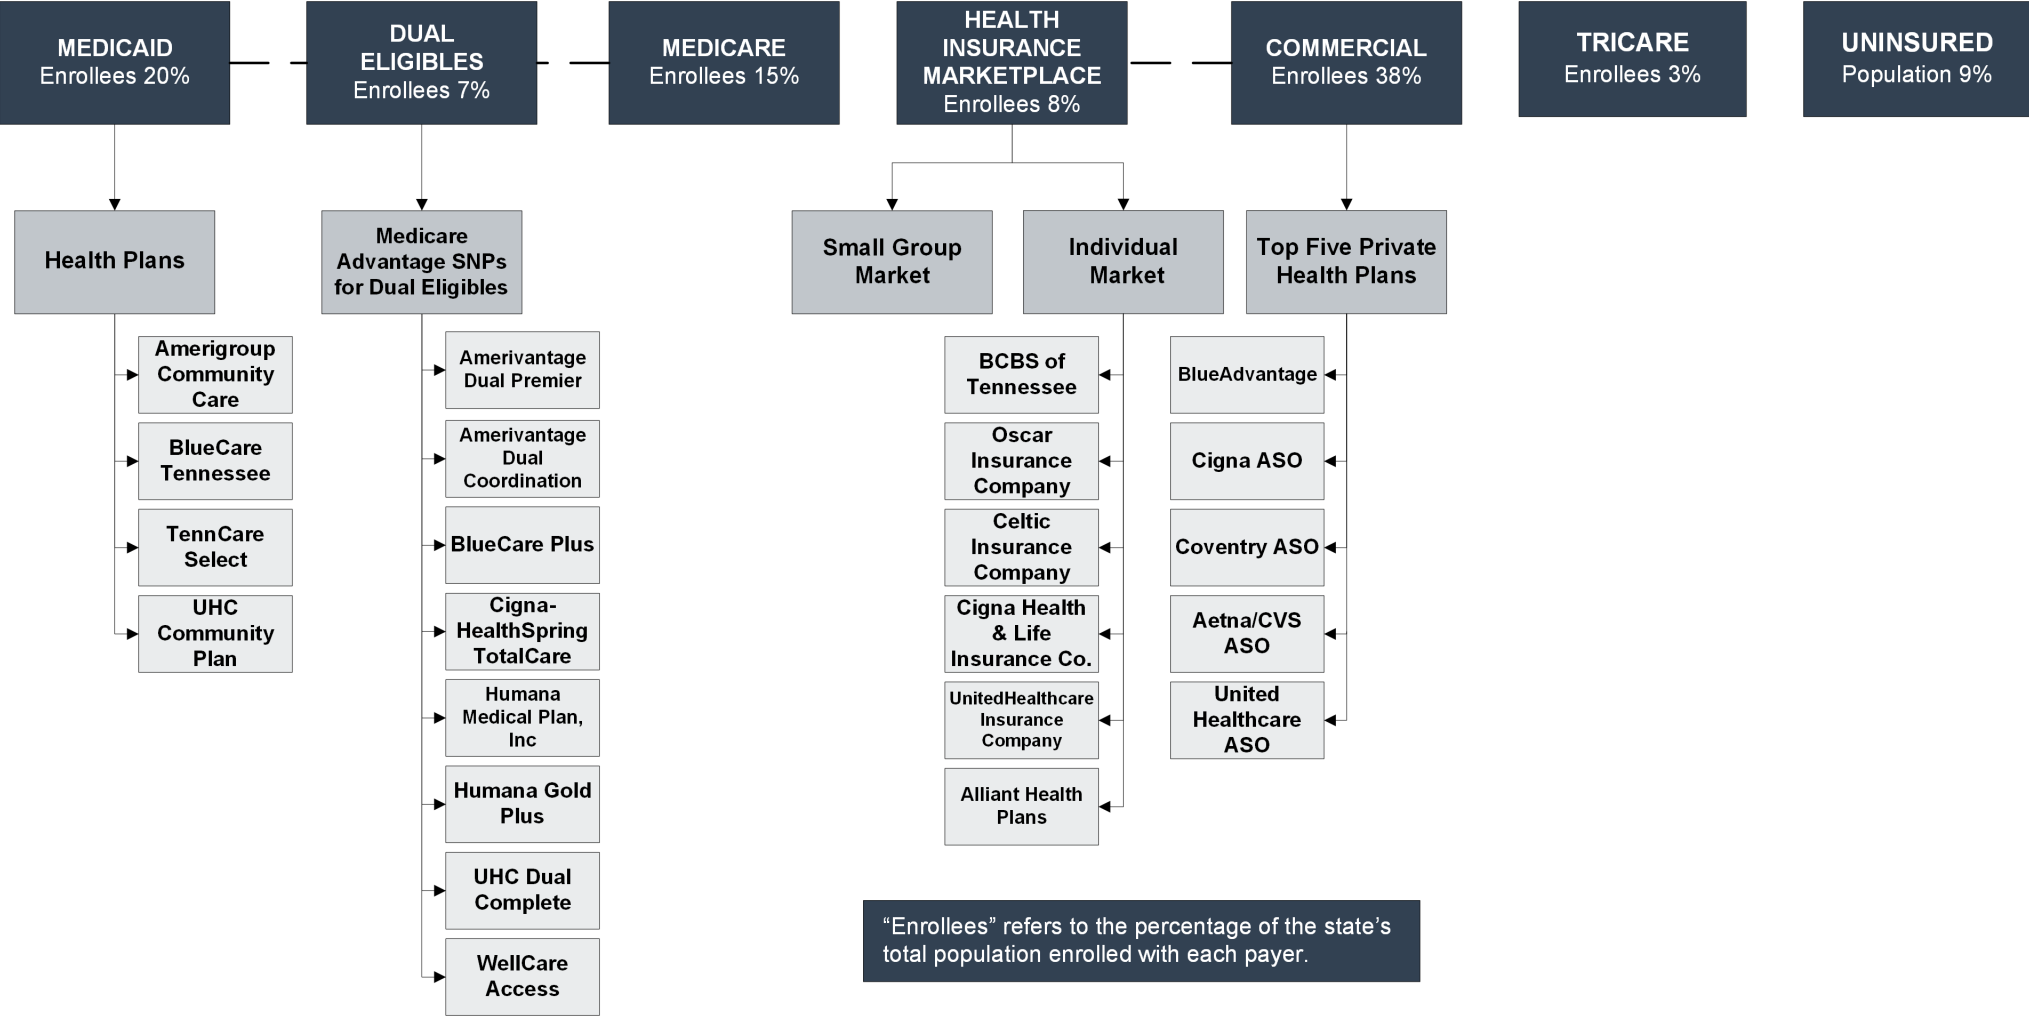 MEDICAID
Enrollees 20%
DUAL
ELIGIBLES
Enrollees 7%
MEDICARE
Enrollees 15%
HEALTH
INSURANCE
MARKETPLACE
Enrollees 8%
COMMERCIAL
Enrollees 38%
TRICARE
Enrollees 3%
UNINSURED
Population 9%
Health Plans
Amerigroup
Community
Care
BlueCare
Tennessee
TennCare
Select
UHC
Community
Plan
Medicare
Advantage SNPs
for Dual Eligibles
Amerivantage
Dual Premier
Amerivantage
Dual
Coordination
BlueCare Plus
Cigna-
HealthSpring
TotalCare
Humana
Medical Plan,
Inc
Humana Gold
Plus
UHC Dual
Complete
WellCare
Access
Small Group
Market
Individual
Market
BCBS of
Tennessee
Oscar
Insurance
Company
Celtic
Insurance
Company
Cigna Health
& Life
Insurance Co.
UnitedHealthcare
Insurance
Company
Alliant Health
Plans
Top Five Private
Health Plans
BlueAdvantage
Cigna ASO
Coventry ASO
Aetna/CVS
ASO
United
Healthcare
ASO
“Enrollees” refers to the percentage of the state’s
total population enrolled with each payer.